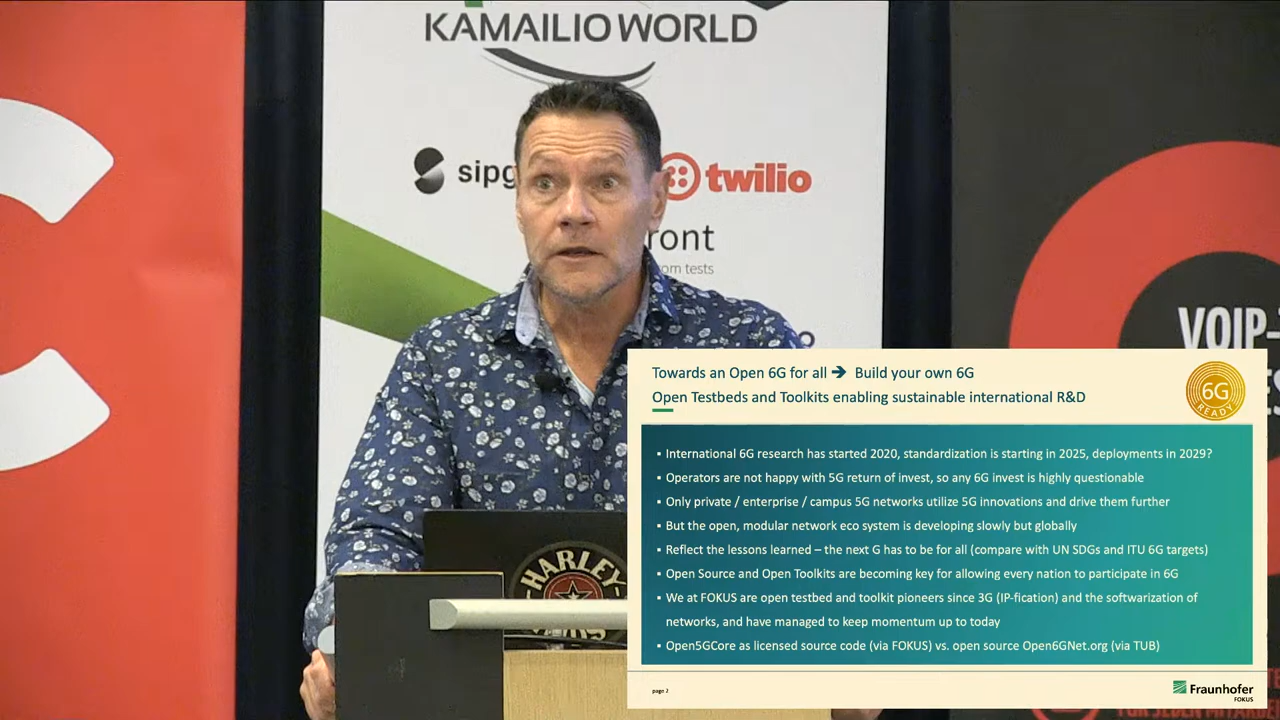 KAMAILIO WORLD
twilio
VOIP-
HARLEY
Towards an Open 6G for all ➔ Build your own 6G
Open Testbeds and Toolkits enabling sustainable international R&D
6G
READY
▪ International 6G research has started 2020, standardization is starting in 2025, deployments in 2029?
▪ Operators are not happy with 5G return of invest, so any 6G invest is highly questionable
▪ Only private / enterprise / campus 5G networks utilize 5G innovations and drive them further
▪ But the open, modular network eco system is developing slowly but globally
▪ Reflect the lessons learned – the next G has to be for all (compare with UN SDGs and ITU 6G targets)
▪ Open Source and Open Toolkits are becoming key for allowing every nation to participate in 6G
▪ We at FOKUS are open testbed and toolkit pioneers since 3G (IP-fication) and the softwarization of
networks, and have managed to keep momentum up to today
▪ Open5GCore as licensed source code (via FOKUS) vs. open source Open6GNet.org (via TUB)
page 2
Fraunhofer
FOKUS